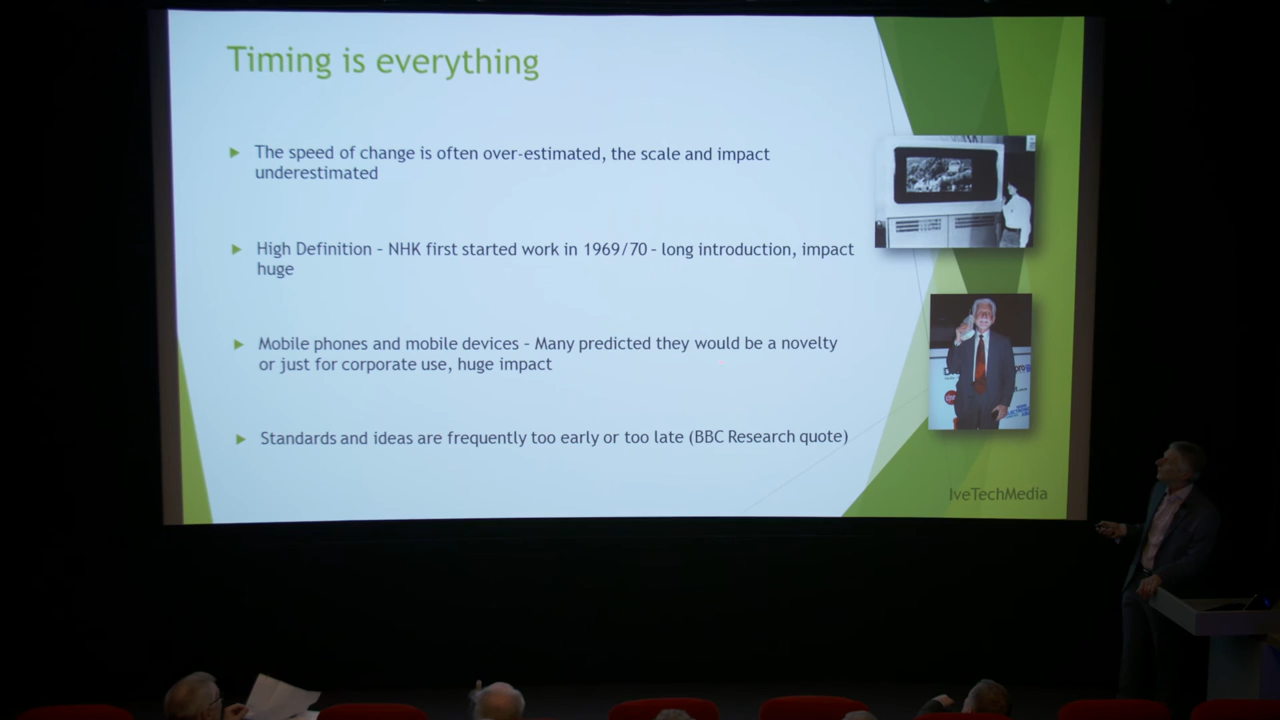 Timing is everything
The speed of change is often over-estimated, the scale and impact
underestimated
High Definition – NHK first started work in 1969/70 – long introduction, impact
huge
Mobile phones and mobile devices – Many predicted they would be a novelty
or just for corporate use, huge impact
Standards and ideas are frequently too early or too late (BBC Research quote)
IveTechMedia